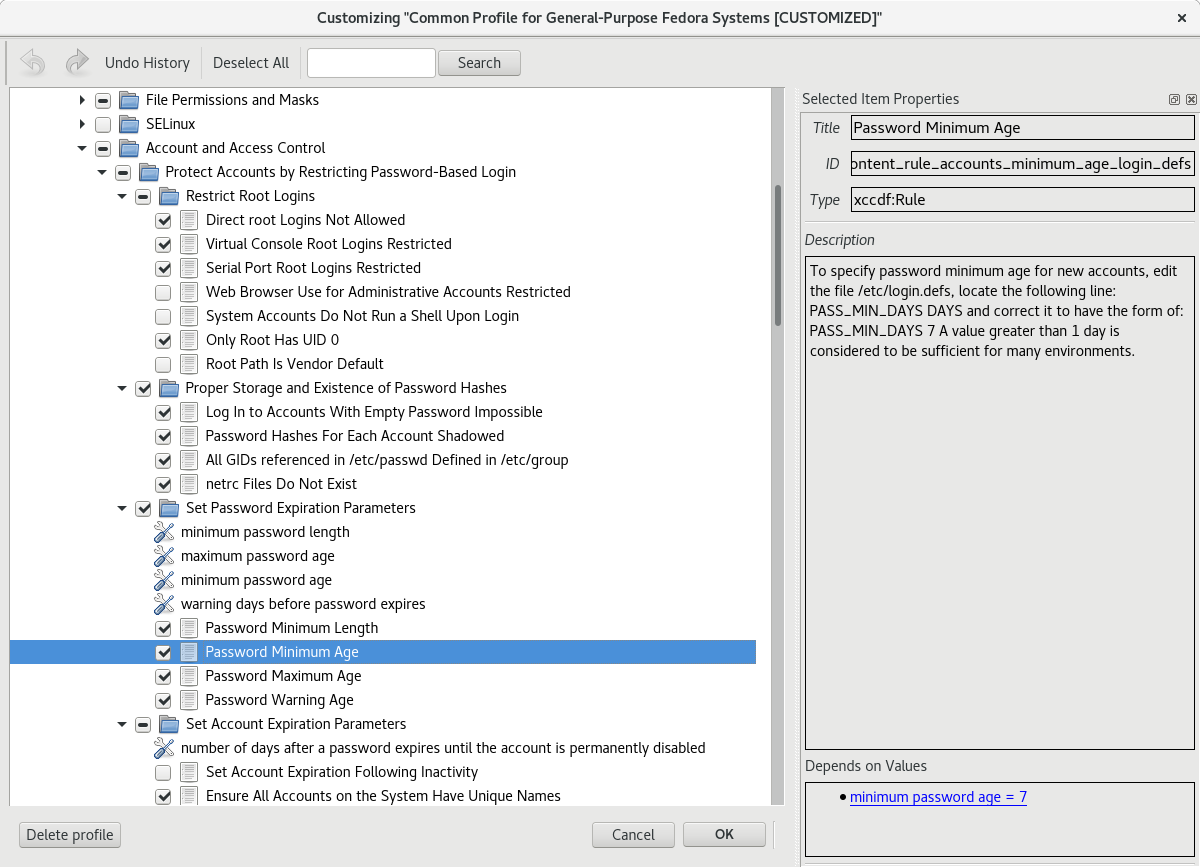 Customizing "Common Profile for General-Purpose Fedora Systems [CUSTOMIZED]"
Undo History
Deselect All
Search
File Permissions and Masks
SELinux
Account and Access Control
Protect Accounts by Restricting Password-Based Login
Restrict Root Logins
Direct root Logins Not Allowed
Virtual Console Root Logins Restricted
Serial Port Root Logins Restricted
Web Browser Use for Administrative Accounts Restricted
System Accounts Do Not Run a Shell Upon Login
Only Root Has UID 0
Root Path Is Vendor Default
Proper Storage and Existence of Password Hashes
Log In to Accounts With Empty Password Impossible
Password Hashes For Each Account Shadowed
All GIDs referenced in /etc/passwd Defined in /etc/group
netrc Files Do Not Exist
Set Password Expiration Parameters
minimum password length
maximum password age
minimum password age
warning days before password expires
Password Minimum Length
Password Minimum Age
Password Maximum Age
Password Warning Age
Set Account Expiration Parameters
number of days after a password expires until the account is permanently disabled
Set Account Expiration Following Inactivity
Ensure All Accounts on the System Have Unique Names
Delete profile
Cancel
OK
Selected Item Properties
Title Password Minimum Age
ID ontent_rule_accounts_minimum_age_login_defs
Type xccdf:Rule
Description
To specify password minimum age for new accounts, edit
the file /etc/login.defs, locate the following line:
PASS_MIN_DAYS DAYS and correct it to have the form of:
PASS_MIN_DAYS 7 A value greater than 1 day is
considered to be sufficient for many environments.
Depends on Values
• minimum password age = 7